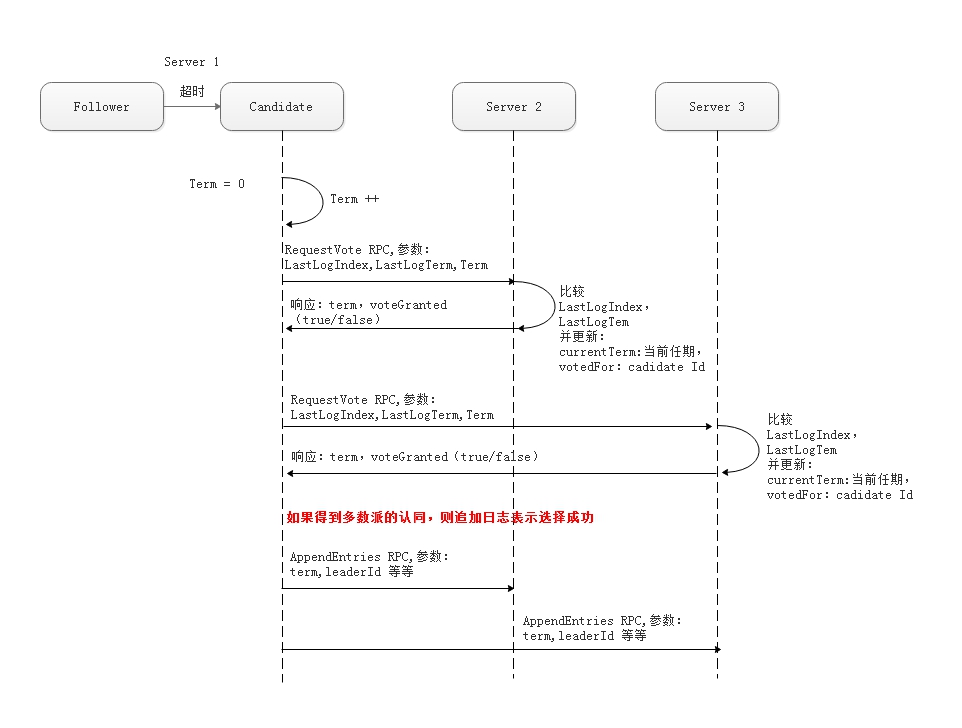 Server 1
超时
Follower
Candidate
Server 2
Server 3
Term = 0
Term ++
RequestVote RPC,参数:
LastLogIndex,LastLogTerm,Term
响应: term, voteGranted
（true/false）
比较
LastLogIndex,
LastLogTem
并更新:
currentTerm:当前任期,
votedFor: cadidate Id
RequestVote RPC,参数:
LastLogIndex,LastLogTerm,Term
响应: term, voteGranted（true/false）
比较
LastLogIndex,
LastLogTem
并更新:
currentTerm:当前任期,
votedFor: cadidate Id
如果得到多数派的认同，则追加日志表示选择成功
AppendEntries RPC,参数:
term,leaderId 等等
AppendEntries RPC,参数:
term,leaderId 等等